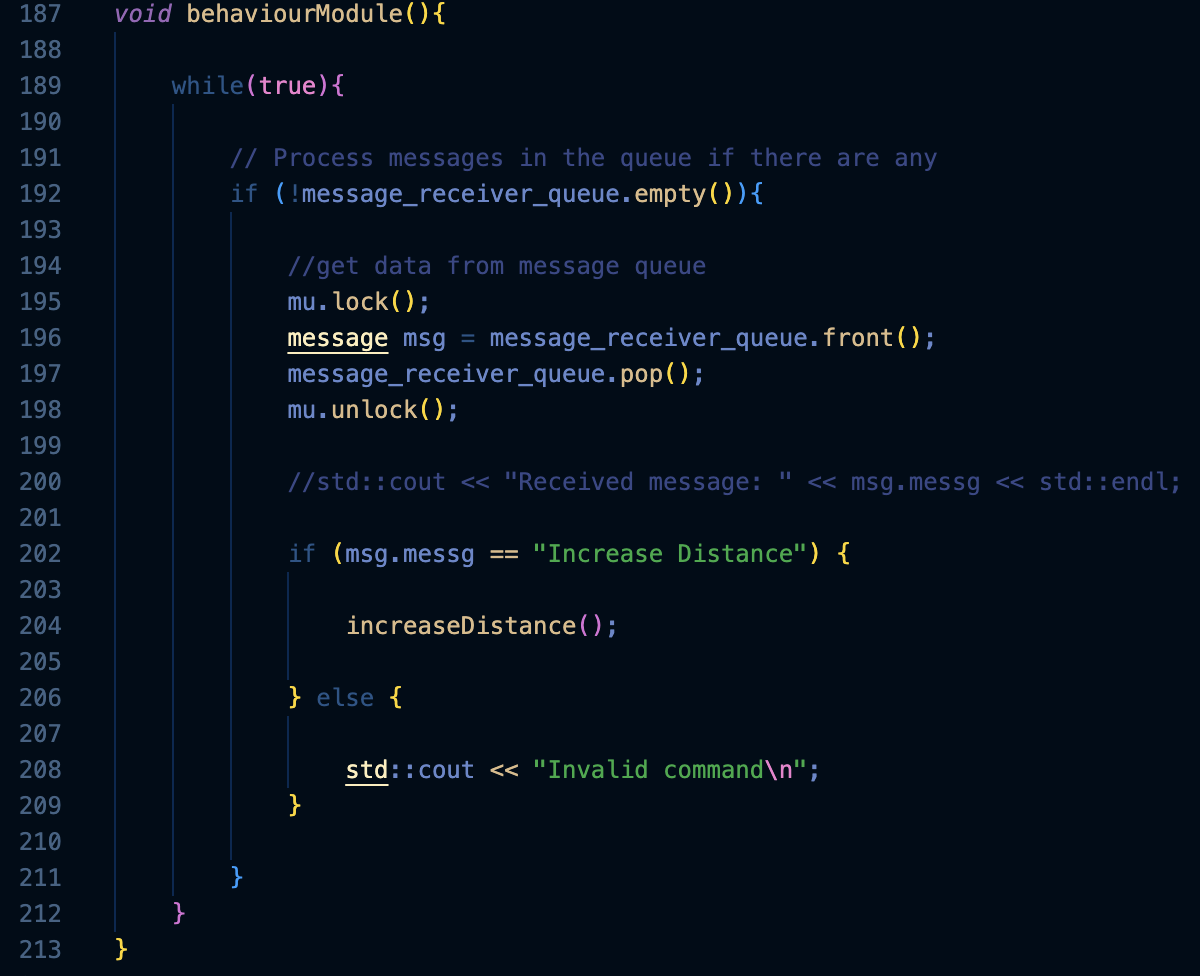 187 void behaviourModule(){
188
189 while(true){
190
191 // Process messages in the queue if there are any
192 if (!message_receiver_queue.empty()){
193
194 //get data from message queue
195 mu.lock();
196 message msg = message_receiver_queue.front();
197 message_receiver_queue.pop();
198 mu.unlock();
199
200 //std::cout << "Received message: " << msg.messg << std::endl;
201
202 if (msg.messg == "Increase Distance") {
203
204 increaseDistance();
205
206 } else {
207
208 std::cout << "Invalid command\n";
209 }
210
211 }
212 }
213 }